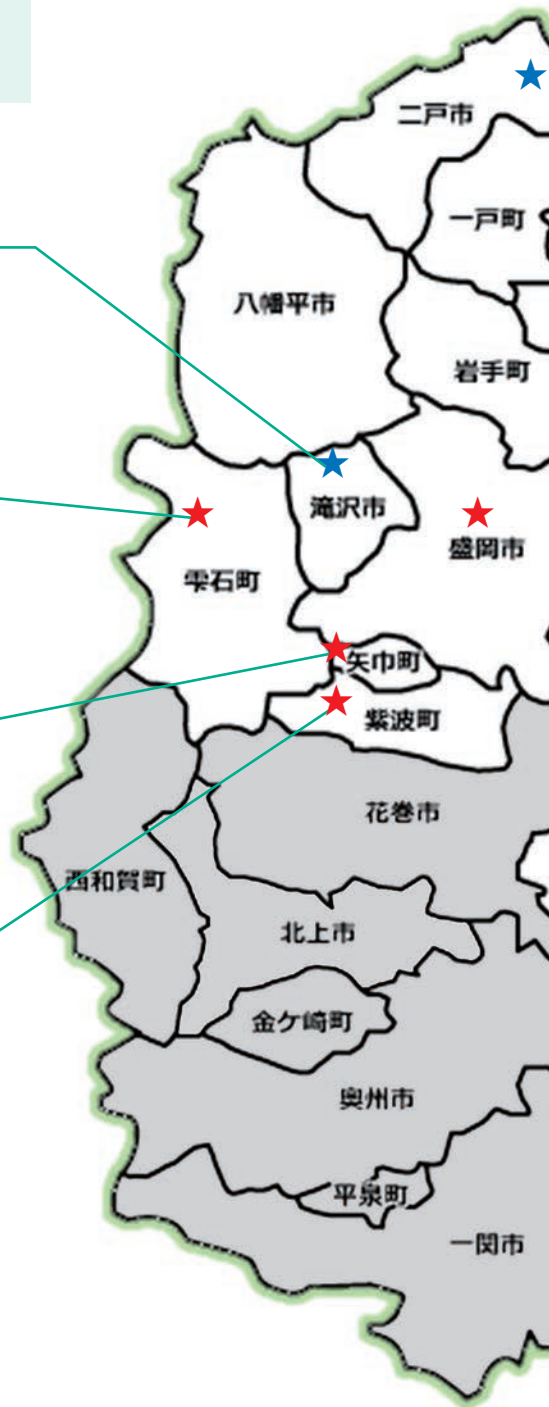 二戸市
一戸町
八幡平市
岩手町
滝沢市
盛岡市
雫石町
矢巾町
紫波町
花巻市
西和賀町
北上市
金ケ崎町
奥州市
平泉町
一関市